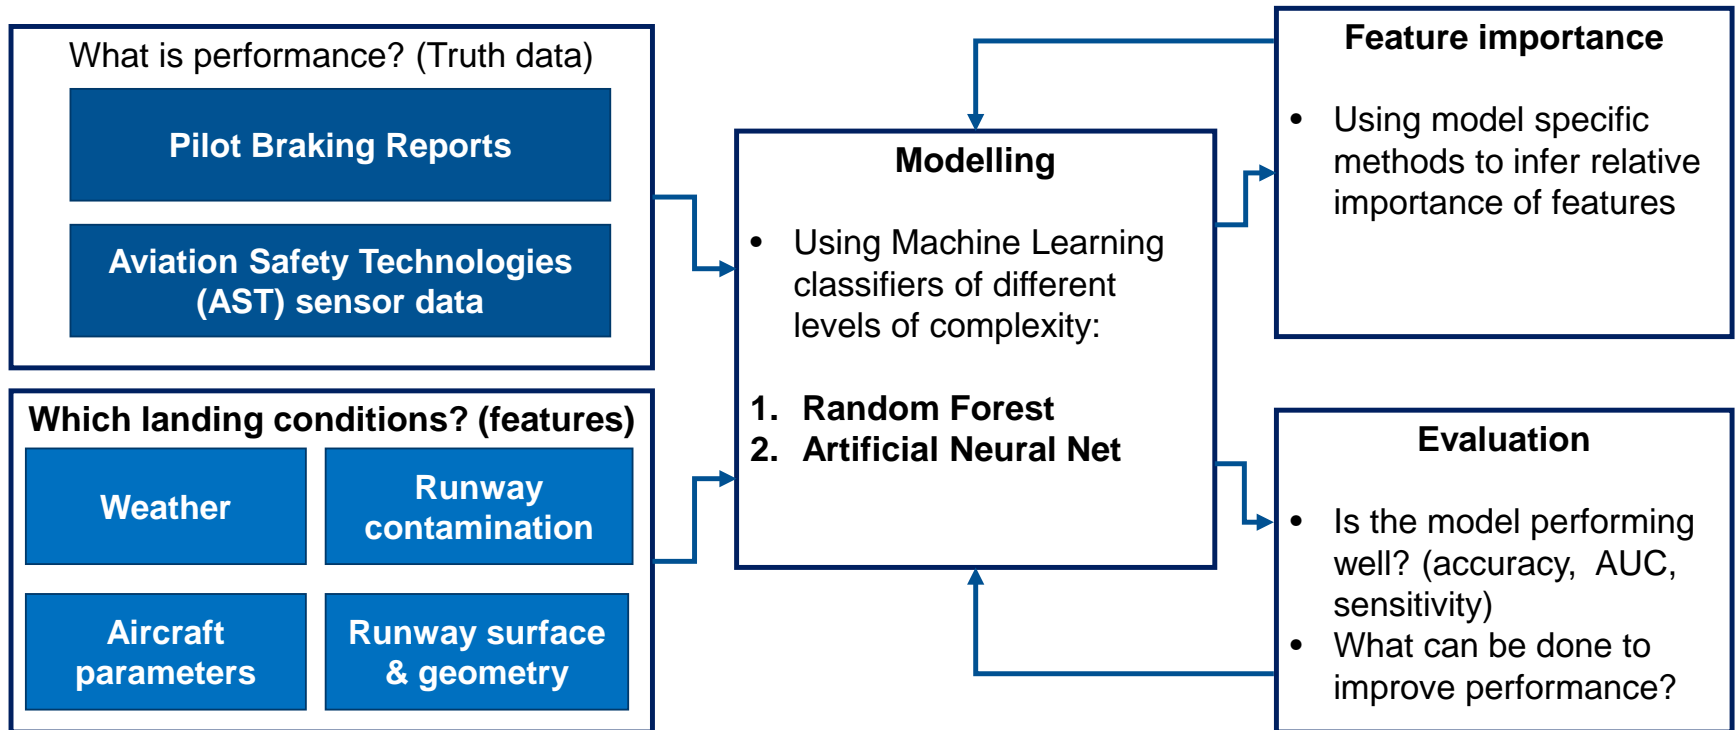 What is performance? (Truth data)
Pilot Braking Reports
Aviation Safety Technologies
(AST) sensor data
Which landing conditions? (features)
Weather
Runway
contamination
Aircraft
parameters
Runway surface
& geometry
Modelling
• Using Machine Learning
classifiers of different
levels of complexity:
1. Random Forest
2. Artificial Neural Net
Feature importance
• Using model specific
methods to infer relative
importance of features
Evaluation
• Is the model performing
well? (accuracy, AUC,
sensitivity)
• What can be done to
improve performance?